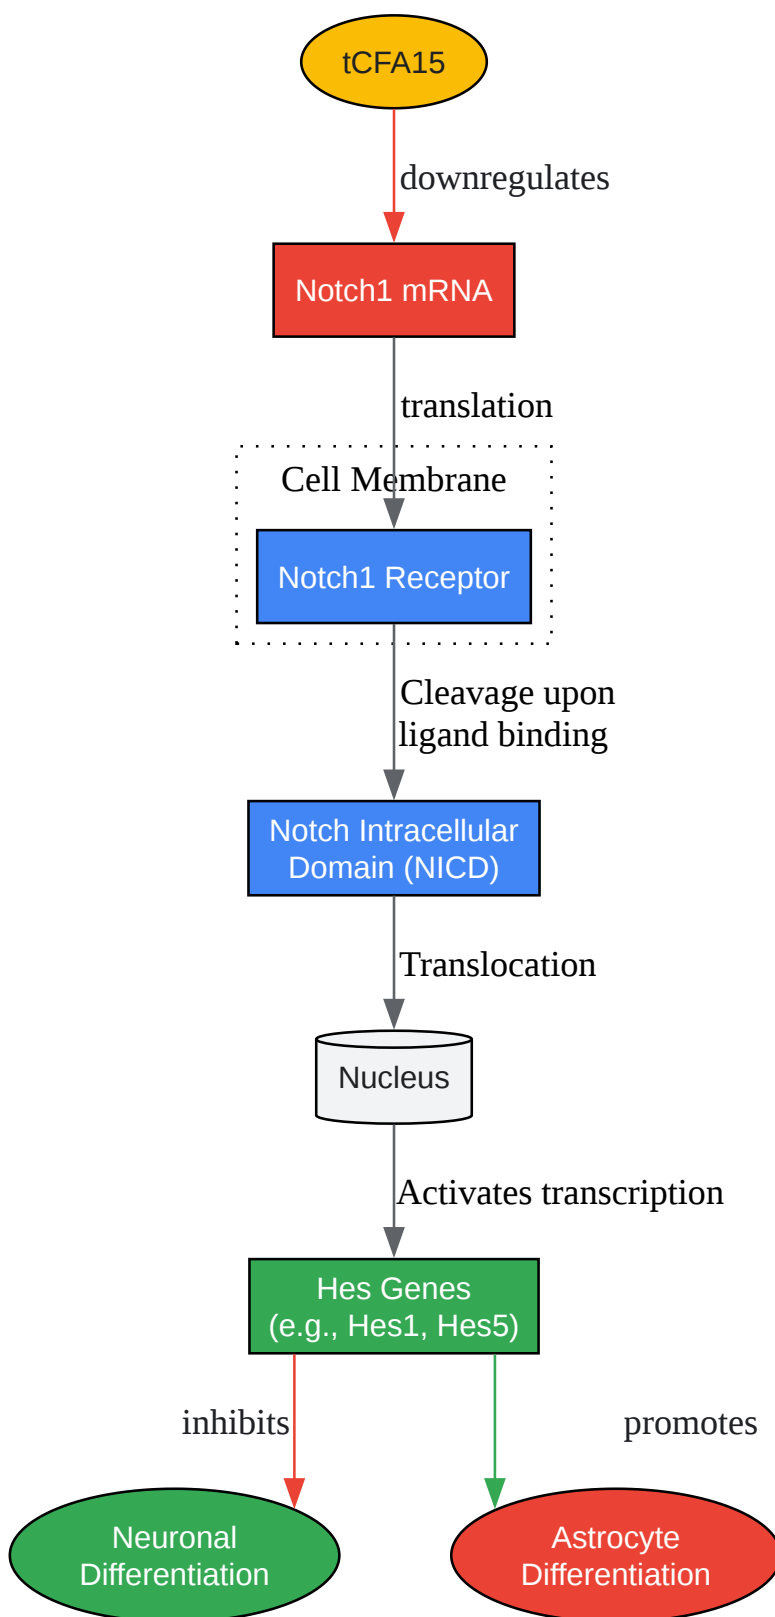 tCFA15
downregulates
Notch1 mRNA
translation
Cell Membrane
Notch1 Receptor
Cleavage upon
ligand binding
Notch Intracellular
Domain (NICD)
Translocation
Nucleus
Activates transcription
Hes Genes
(e.g., Hes1, Hes5)
inhibits
promotes
Neuronal
Differentiation
Astrocyte
Differentiation